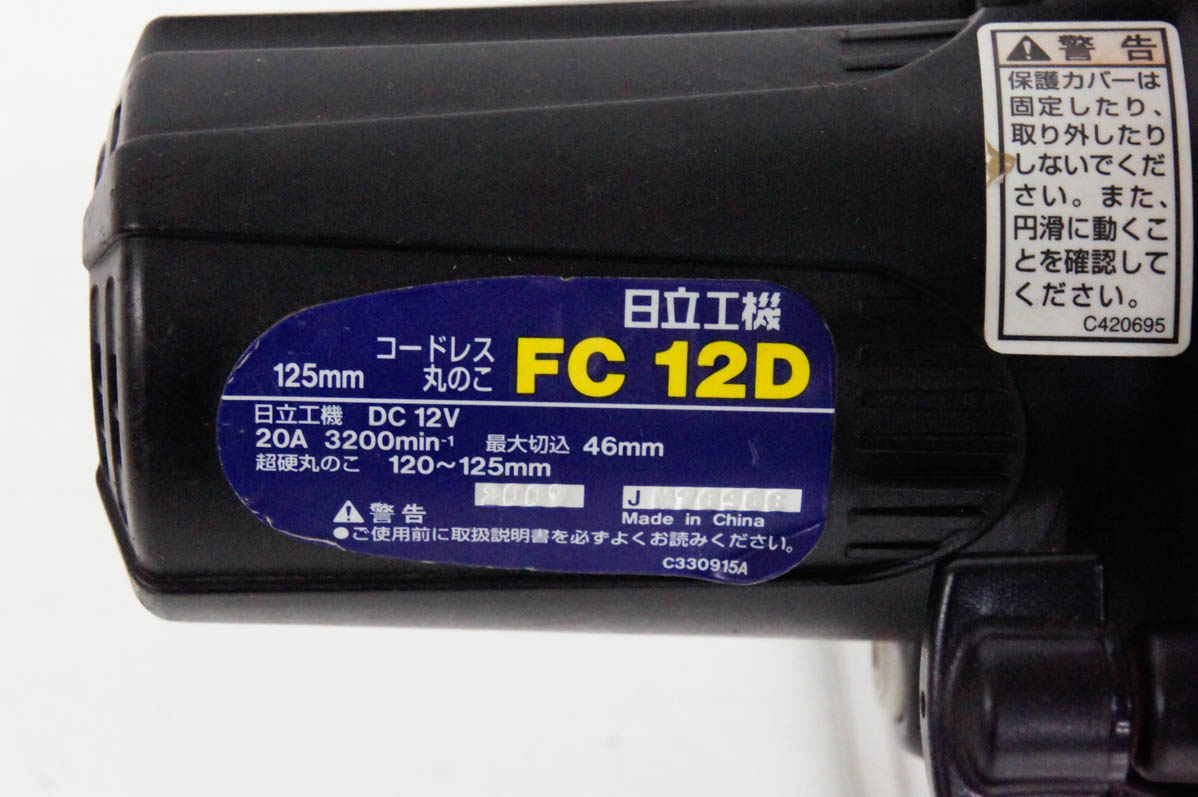 日立工機
コードレス
125mm 丸のこ FC 12D
日立工機 DC 12V
20A 3200min-1 最大切込 46mm
超硬丸のこ 120~125mm
J
Made in China
警告
●ご使用前に取扱説明書を必ずよくお読みください。
C330915A
警告
保護カバーは
固定したり、
取り外したり
しないでくだ
さい。また、
円滑に動くこ
とを確認して
ください。
C420695